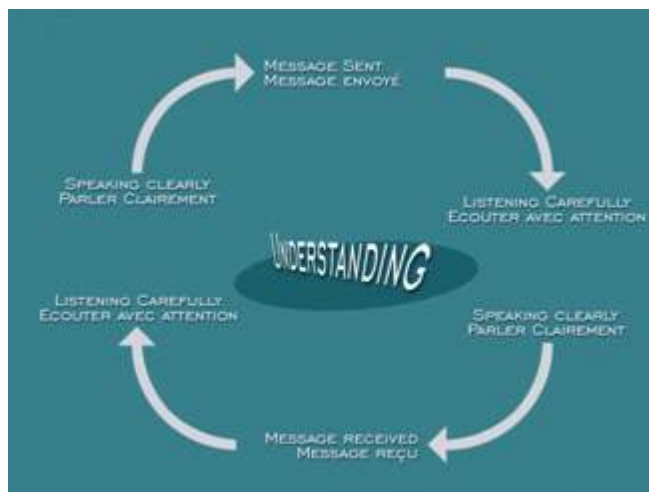 Message Sent
Message envoyé
Speaking clearly
Parler Clairement
Listening Carefully
Ecouter avec attention
Understanding
Listening Carefully
Ecouter avec attention
Speaking clearly
Parler Clairement
Message received
Message reçu